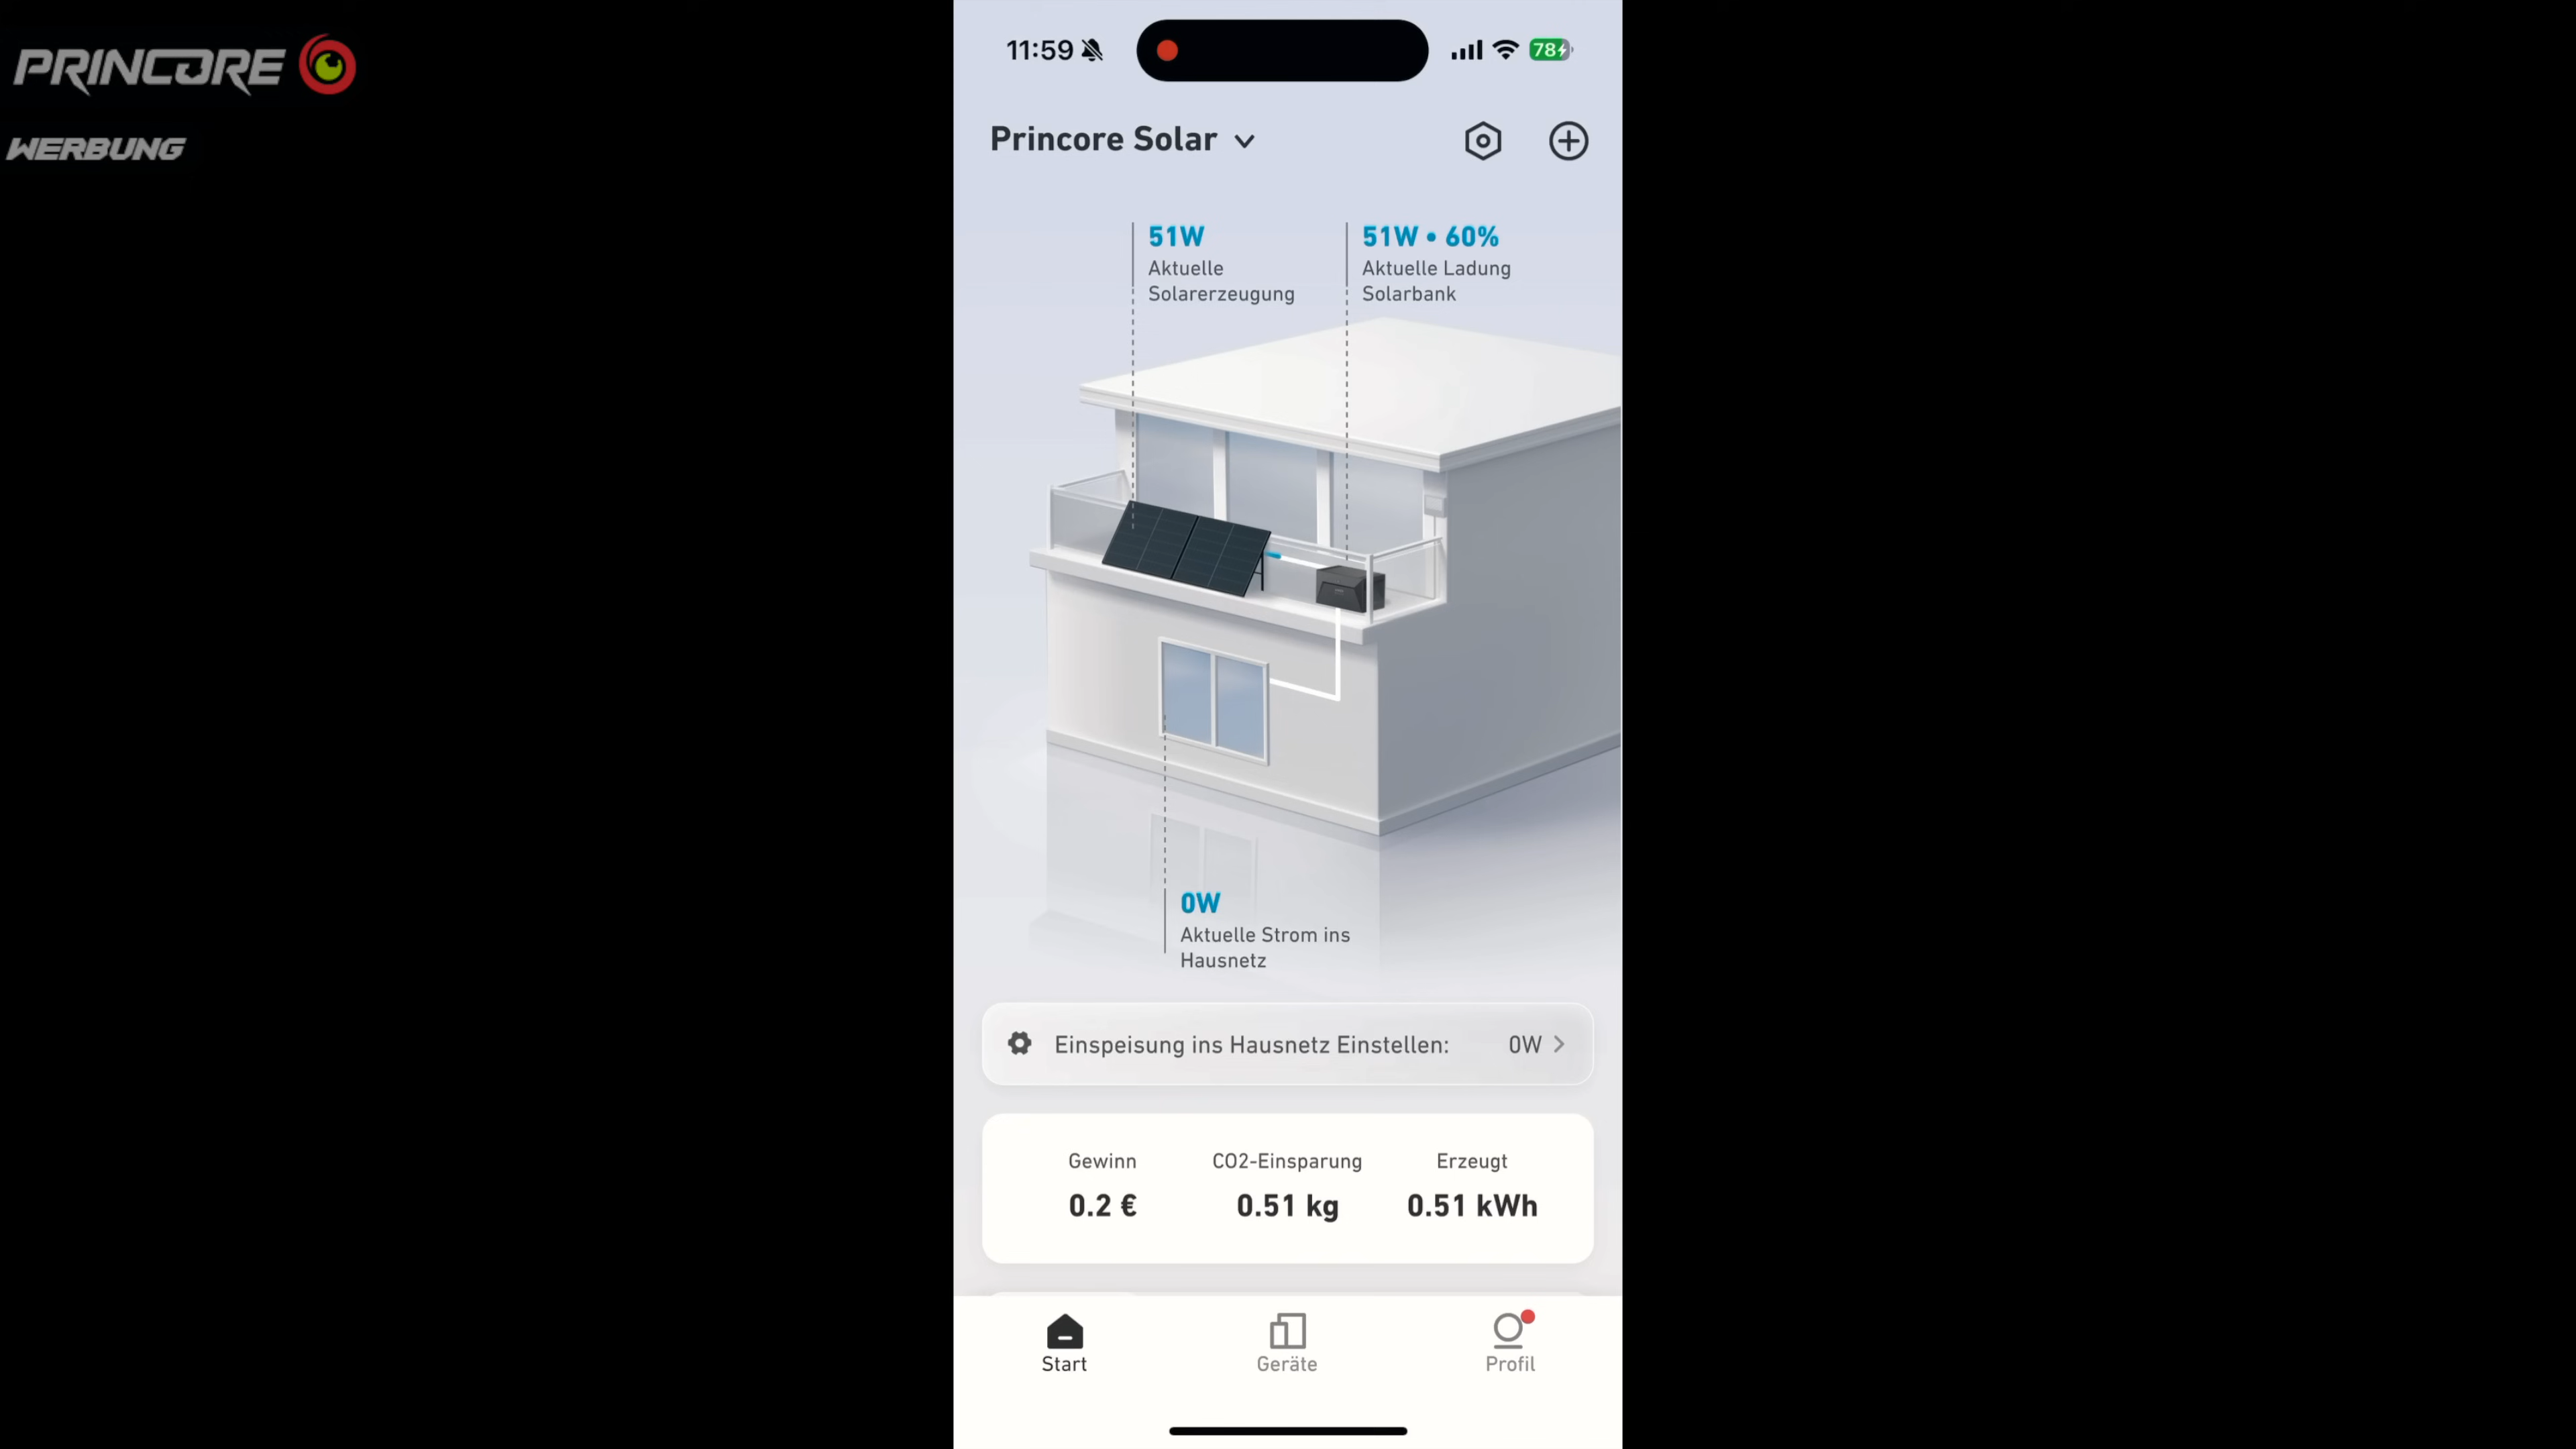 PRINCORE
WERBUNG
11:59
78
Princore Solar
51W
Aktuelle
Solarerzeugung
51W • 60%
Aktuelle Ladung
Solarbank
0W
Aktuelle Strom ins
Hausnetz
Einspeisung ins Hausnetz Einstellen: 0W
Gewinn
0.2 €
CO2-Einsparung
0.51 kg
Erzeugt
0.51 kWh
Start
Geräte
Profil